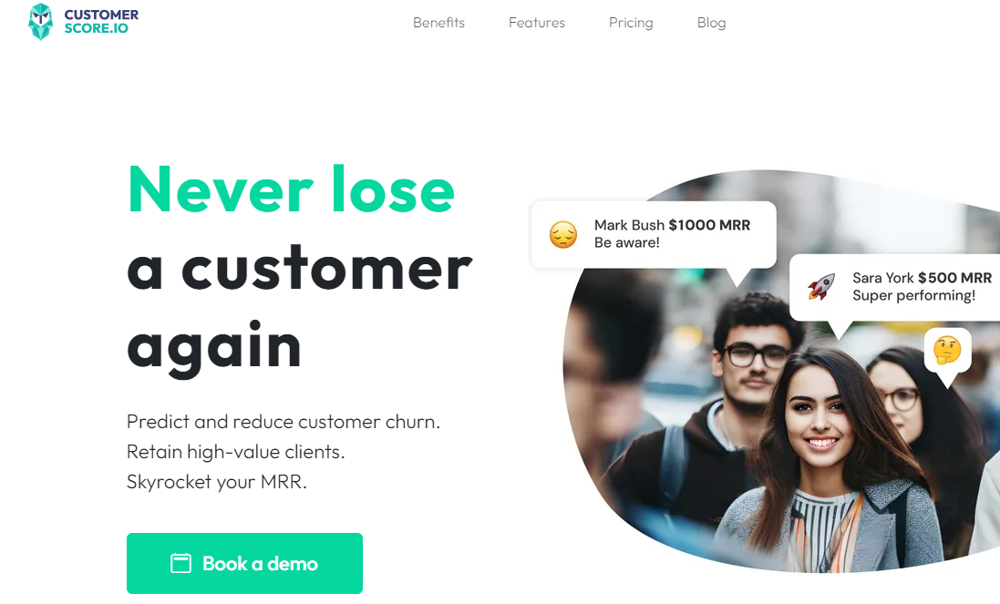 CUSTOMER
SCORE.IO
Benefits
Features
Pricing
Blog
Never lose
a customer
again
Predict and reduce customer churn.
Retain high-value clients.
Skyrocket your MRR.
Book a demo
Mark Bush $1000 MRR
Be aware!
Sara York $500 MRR
Super performing!